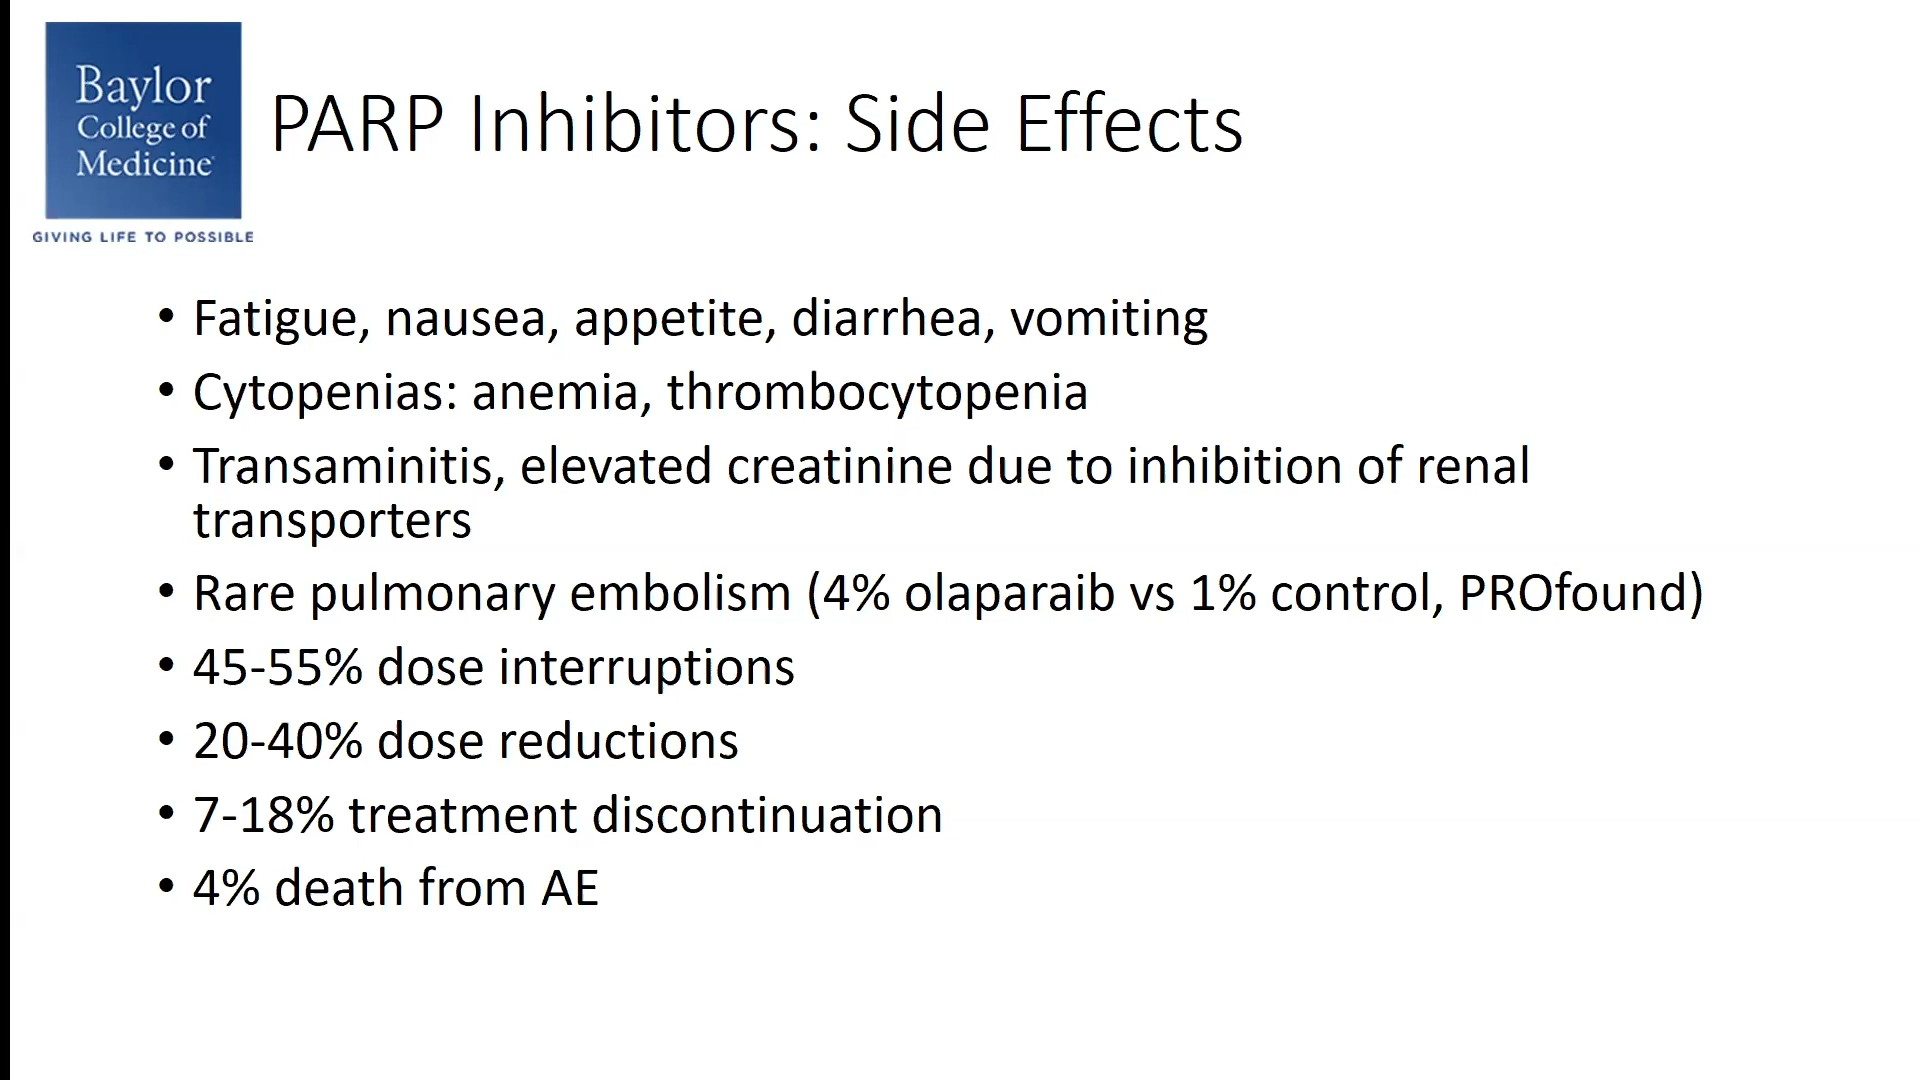 Baylor
College of
Medicine
GIVING LIFE TO POSSIBLE
PARP Inhibitors: Side Effects
• Fatigue, nausea, appetite, diarrhea, vomiting
• Cytopenias: anemia, thrombocytopenia
• Transaminitis, elevated creatinine due to inhibition of renal
transporters
• Rare pulmonary embolism (4% olaparaib vs 1% control, PROfound)
• 45-55% dose interruptions
• 20-40% dose reductions
• 7-18% treatment discontinuation
• 4% death from AE